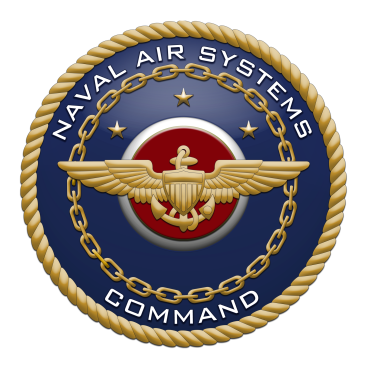 NAVAL AIR SYSTEMS
COMMAND